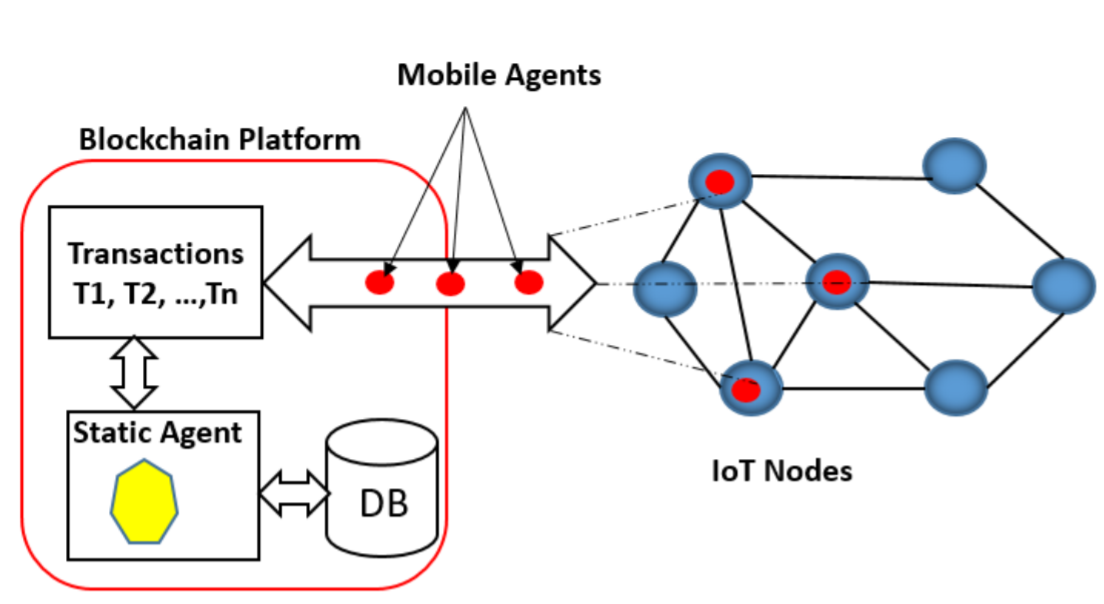 Mobile Agents
Blockchain Platform
Transactions
T1, T2, ...,Tn
Static Agent
DB
IoT Nodes